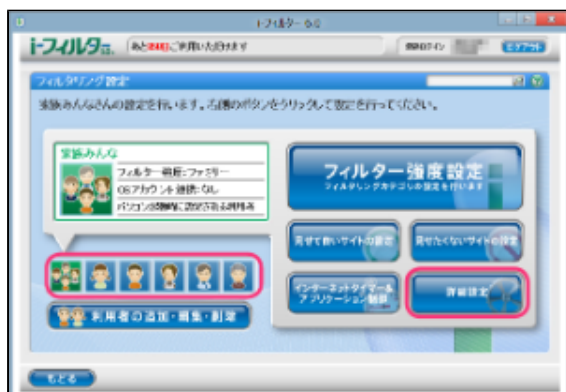 i-フィルター 6.0
i-フィルター6.0
ご利用いただけます
ログアウト
フィルタリング設定
家族みんなさんの設定を行います。右側のボタンをクリックして設定を行ってください。
家族みんな
フィルター強度:ファミリー
OSアカウント連携:なし
フィルター強度設定
フィルタリングカテゴリの設定を行います
見せて良いサイトの設定
見せたくないサイトの設定
インターネットタイマー&
アプリケーション制限
詳細設定
利用者の追加・編集・削除
もどる